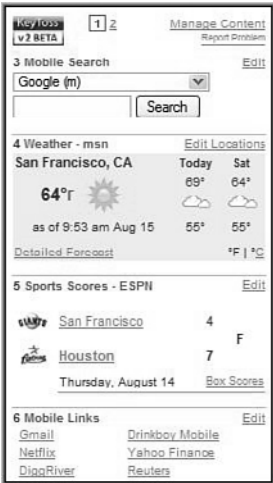 KeyToss 1 2 Manage Content
v2 BETA Report Problem
3 Mobile Search Edit
Google (m)
Search
4 Weather - msn Edit Locations
San Francisco, CA Today Sat
69° 64°
64°F
as of 9:53 am Aug 15 55° 55°
Detailed Forecast °F | °C
5 Sports Scores - ESPN Edit
GIANTS San Francisco 4
F
Astros Houston 7
Thursday, August 14 Box Scores
6 Mobile Links Edit
Gmail Drinkboy Mobile
Netflix Yahoo Finance
DiggRiver Reuters